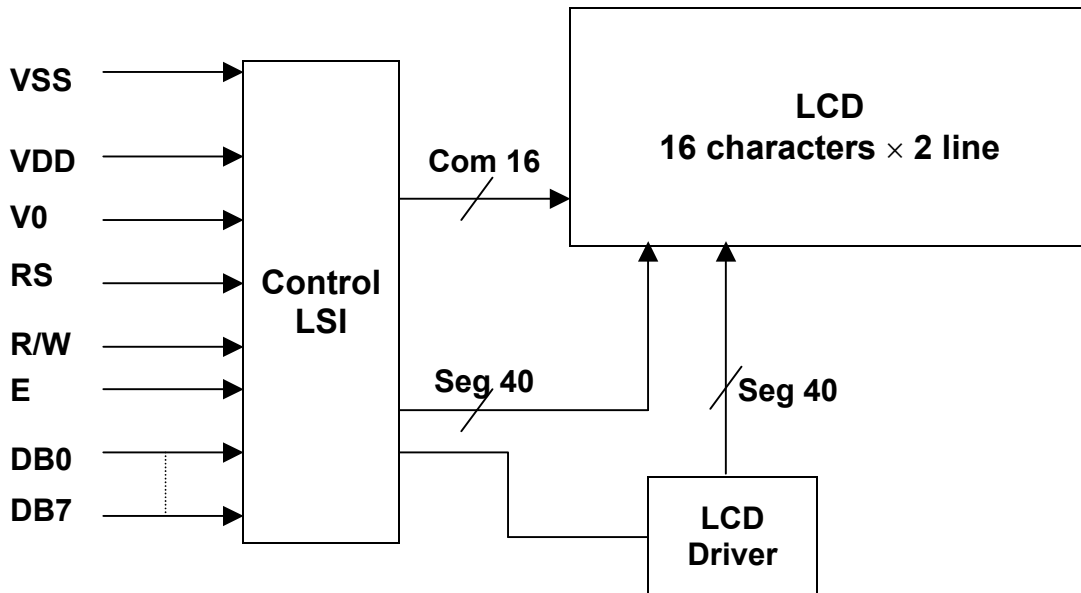 VSS
VDD
V0
RS
R/W
E
DB0
DB7
Control
LSI
Com 16
Seg 40
LCD
16 characters × 2 line
Seg 40
LCD
Driver